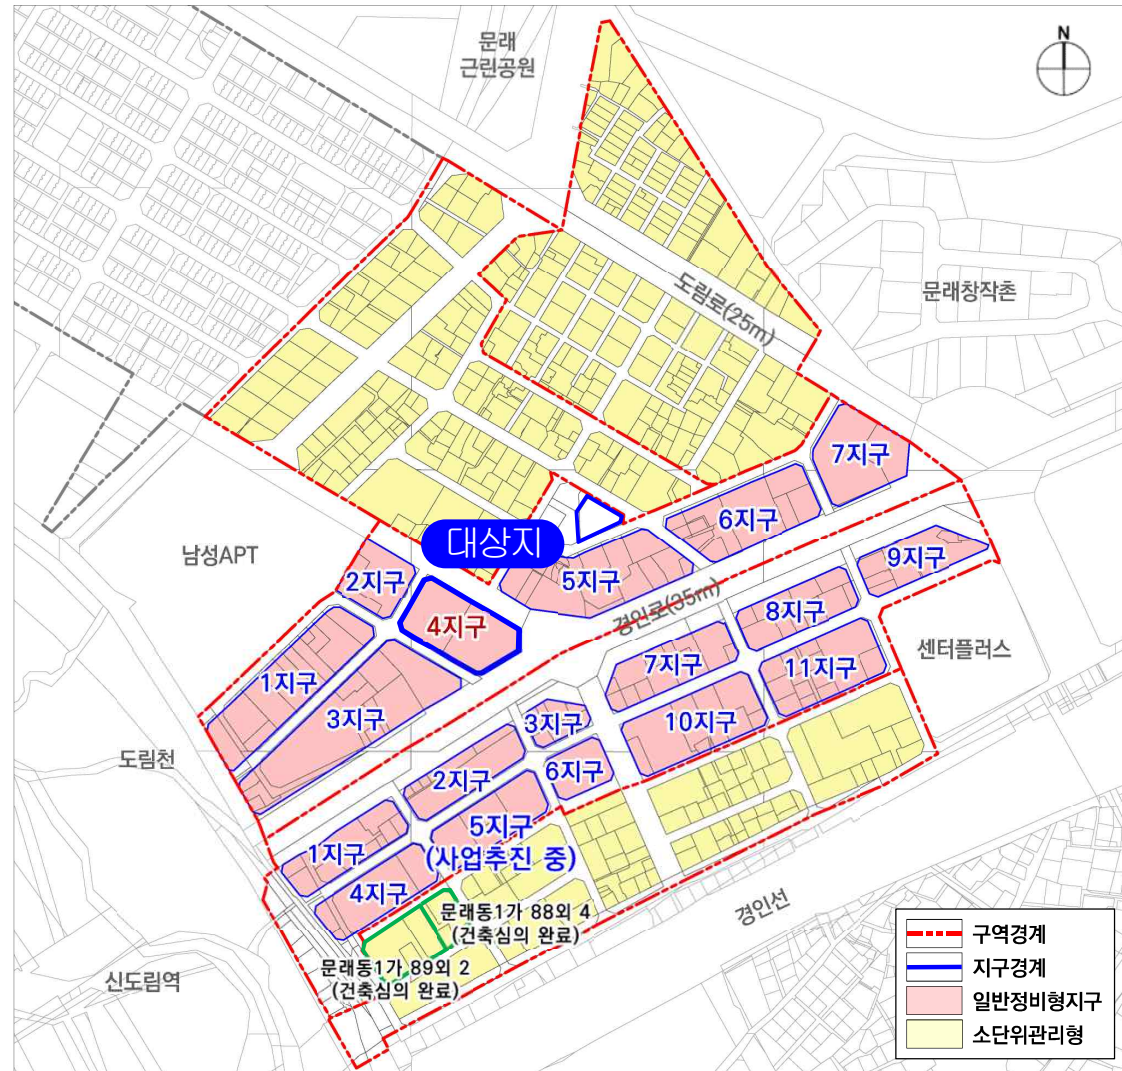 문래
근린공원
N
도림로(25m)
문래창작촌
7지구
6지구
대상지
남성APT
2지구
5지구
9지구
4지구
경인로(35m)
8지구
센터플러스
1지구
7지구
11지구
3지구
3지구
10지구
도림천
2지구
6지구
5지구
(사업추진 중)
1지구
4지구
문래동1가 88외 4
(건축심의 완료)
경인선
문래동1가 89외 2
(건축심의 완료)
신도림역
구역경계
지구경계
일반정비형지구
소단위관리형